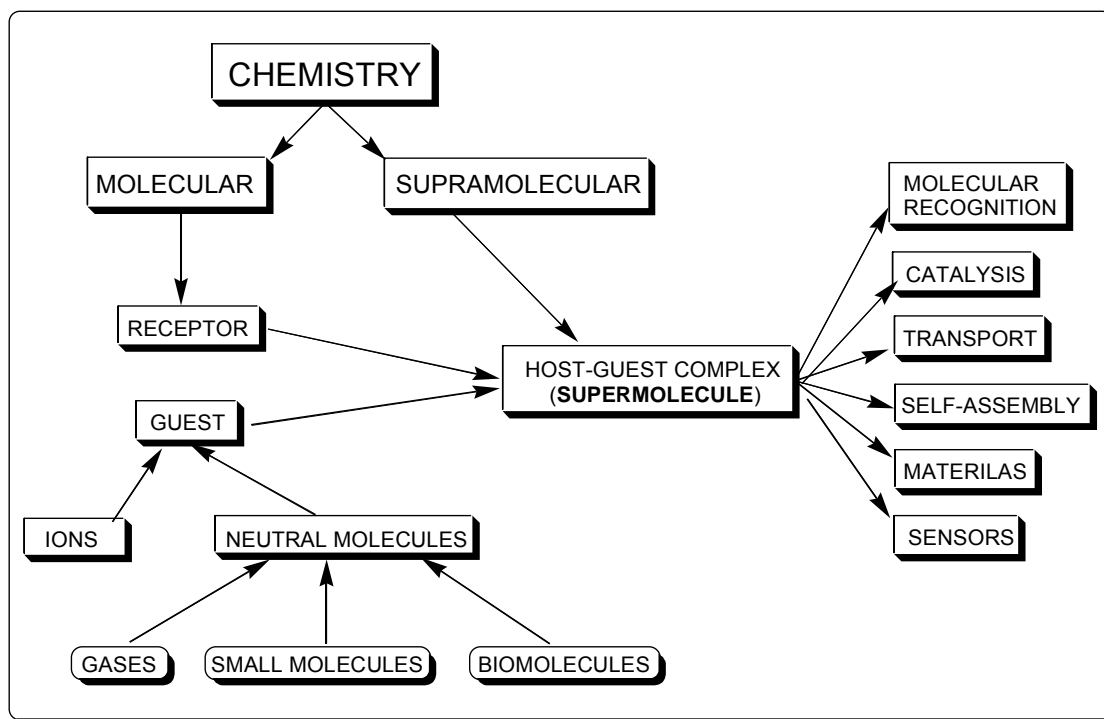 CHEMISTRY
MOLECULAR
SUPRAMOLECULAR
MOLECULAR
RECOGNITION
CATALYSIS
RECEPTOR
TRANSPORT
HOST-GUEST COMPLEX
(SUPERMOLECULE)
SELF-ASSEMBLY
GUEST
MATERILAS
IONS
NEUTRAL MOLECULES
SENSORS
GASES
SMALL MOLECULES
BIOMOLECULES